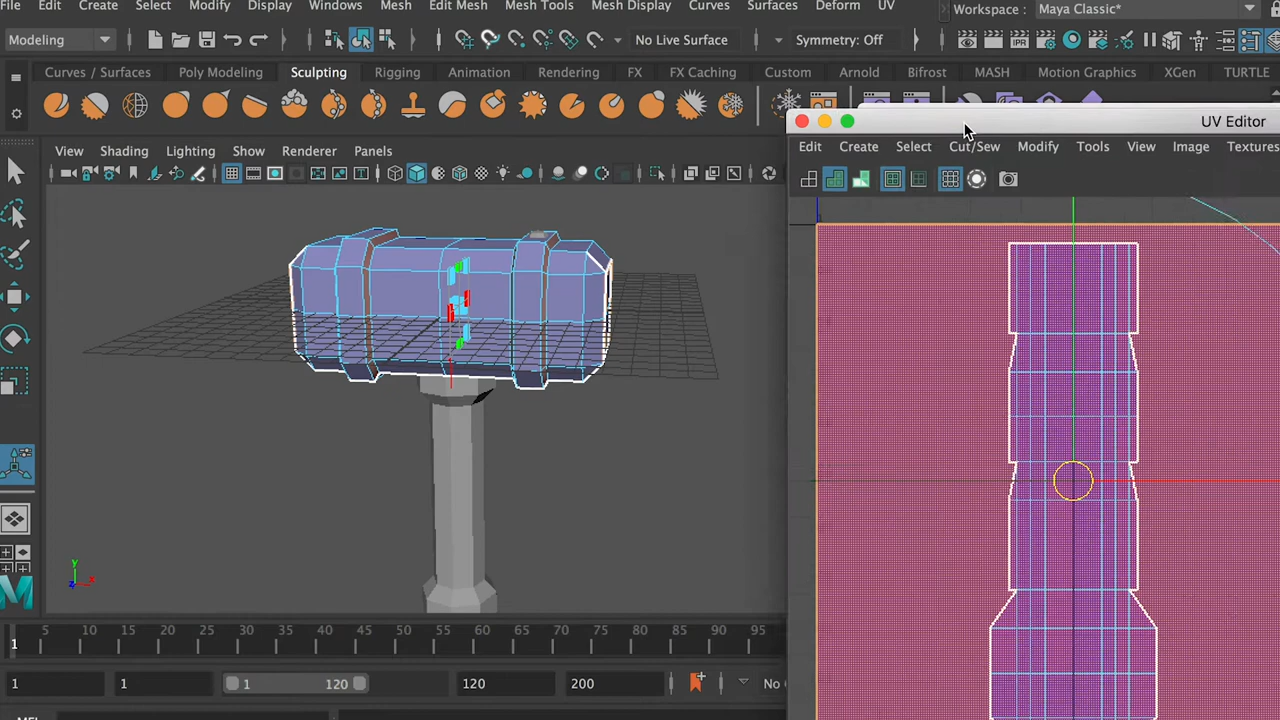 File Edit Create Select Modify Display Windows Mesh Edit Mesh Mesh Tools Mesh Display Curves Surfaces Deform UV
Workspace : Maya Classic*
Modeling
No Live Surface
Symmetry: Off
Curves / Surfaces Poly Modeling Sculpting Rigging Animation Rendering FX FX Caching Custom Arnold Bifrost MASH Motion Graphics XGen TURTLE
IPR
View Shading Lighting Show Renderer Panels
UV Editor
Edit Create Select Cut/Sew Modify Tools View Image Textures
y
z x
5 10 15 20 25 30 35 40 45 50 55 60 65 70 75 80 85 90 95
1
1 1 1 120 120 200 No
MEL